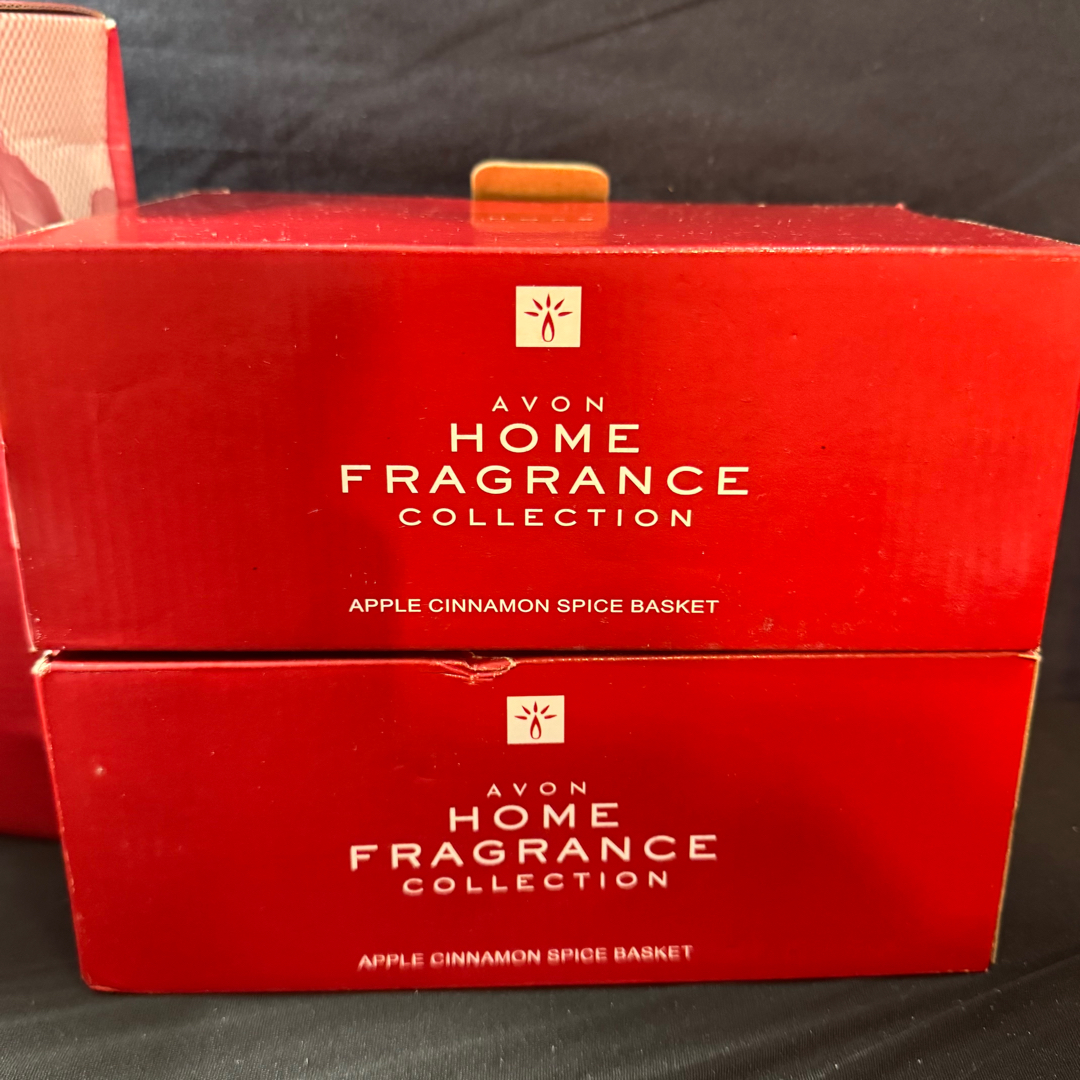 AVON
HOME
FRAGRANCE
COLLECTION
APPLE CINNAMON SPICE BASKET
AVON
HOME
FRAGRANCE
COLLECTION
APPLE CINNAMON SPICE BASKET